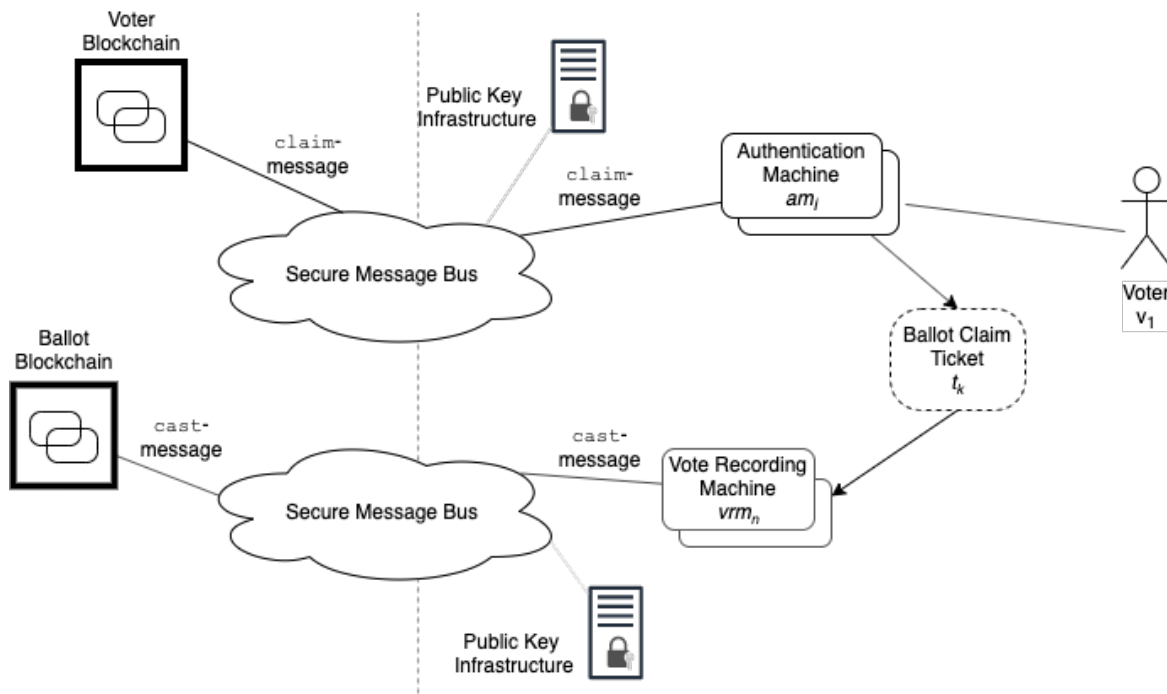 Voter
Blockchain
Public Key
Infrastructure
claim-
message
claim-
message
Authentication
Machine
amᵢ
Secure Message Bus
Voter
v₁
Ballot Claim
Ticket
tₖ
Ballot
Blockchain
cast-
message
cast-
message
Vote Recording
Machine
vrmₙ
Secure Message Bus
Public Key
Infrastructure